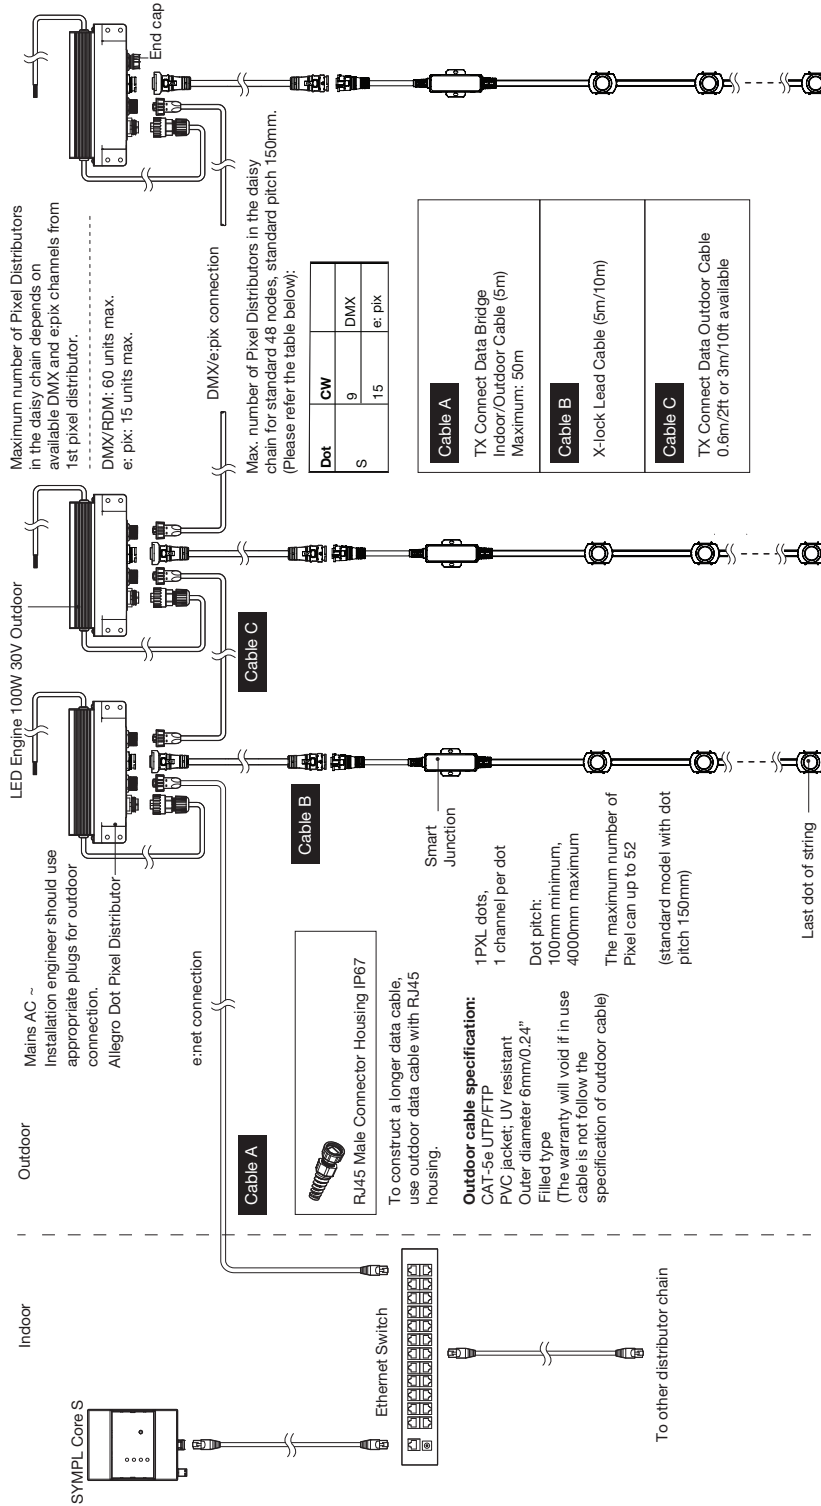 Indoor
Outdoor
SYMPL Core S
Ethernet Switch
To other distributor chain
Mains AC ~
Installation engineer should use
appropriate plugs for outdoor
connection.
Allegro Dot Pixel Distributor
e:net connection
Cable A
RJ45 Male Connector Housing IP67
To construct a longer data cable,
use outdoor data cable with RJ45
housing.
Outdoor cable specification:
CAT-5e UTP/FTP
PVC jacket; UV resistant
Outer diameter 6mm/0.24"
Filled type
(The warranty will void if in use
cable is not follow the
specification of outdoor cable)
LED Engine 100W 30V Outdoor
Cable B
Cable C
Smart
Junction
1PXL dots,
1 channel per dot
Dot pitch:
100mm minimum,
4000mm maximum
The maximum number of
Pixel can up to 52
(standard model with dot
pitch 150mm)
Last dot of string
Maximum number of Pixel Distributors
in the daisy chain depends on
available DMX and e:pix channels from
1st pixel distributor.
DMX/RDM: 60 units max.
e: pix: 15 units max.
End cap
DMX/e:pix connection
Max. number of Pixel Distributors in the daisy
chain for standard 48 nodes, standard pitch 150mm.
(Please refer the table below):
Dot CW
S 9 DMX
15 e: pix
Cable A
TX Connect Data Bridge
Indoor/Outdoor Cable (5m)
Maximum: 50m
Cable B
X-lock Lead Cable (5m/10m)
Cable C
TX Connect Data Outdoor Cable
0.6m/2ft or 3m/10ft available